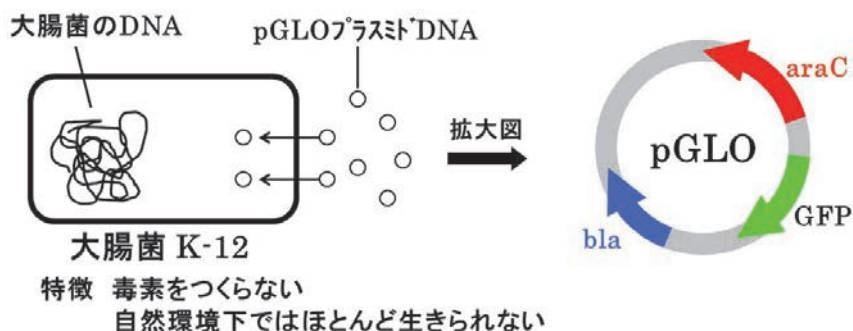 大腸菌のDNA
pGLOプラスミドDNA
拡大図
araC
pGLO
GFP
bla
大腸菌 K-12
特徴 毒素をつくらない
自然環境下ではほとんど生きられない